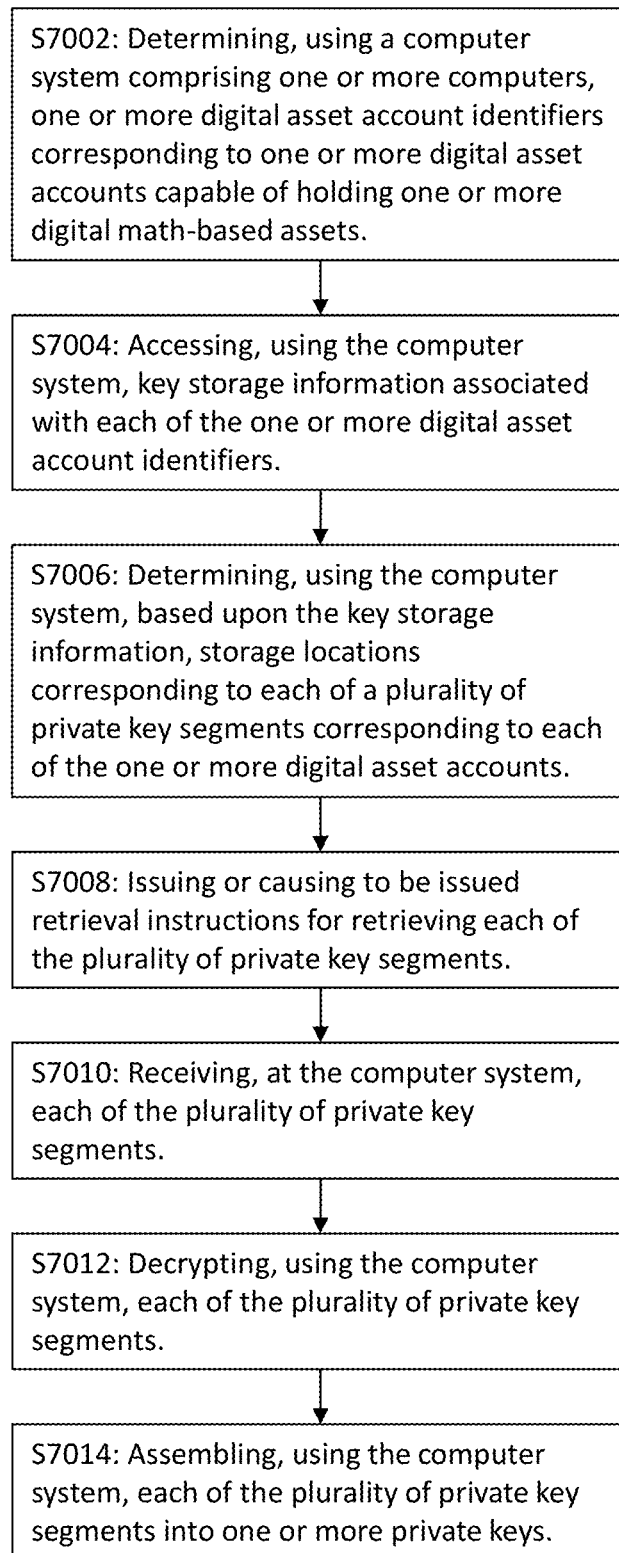 S7002: Determining, using a computer
system comprising one or more computers,
one or more digital asset account identifiers
corresponding to one or more digital asset
accounts capable of holding one or more
digital math-based assets.
S7004: Accessing, using the computer
system, key storage information associated
with each of the one or more digital asset
account identifiers.
S7006: Determining, using the computer
system, based upon the key storage
information, storage locations
corresponding to each of a plurality of
private key segments corresponding to each
of the one or more digital asset accounts.
S7008: Issuing or causing to be issued
retrieval instructions for retrieving each of
the plurality of private key segments.
S7010: Receiving, at the computer system,
each of the plurality of private key
segments.
S7012: Decrypting, using the computer
system, each of the plurality of private key
segments.
S7014: Assembling, using the computer
system, each of the plurality of private key
segments into one or more private keys.